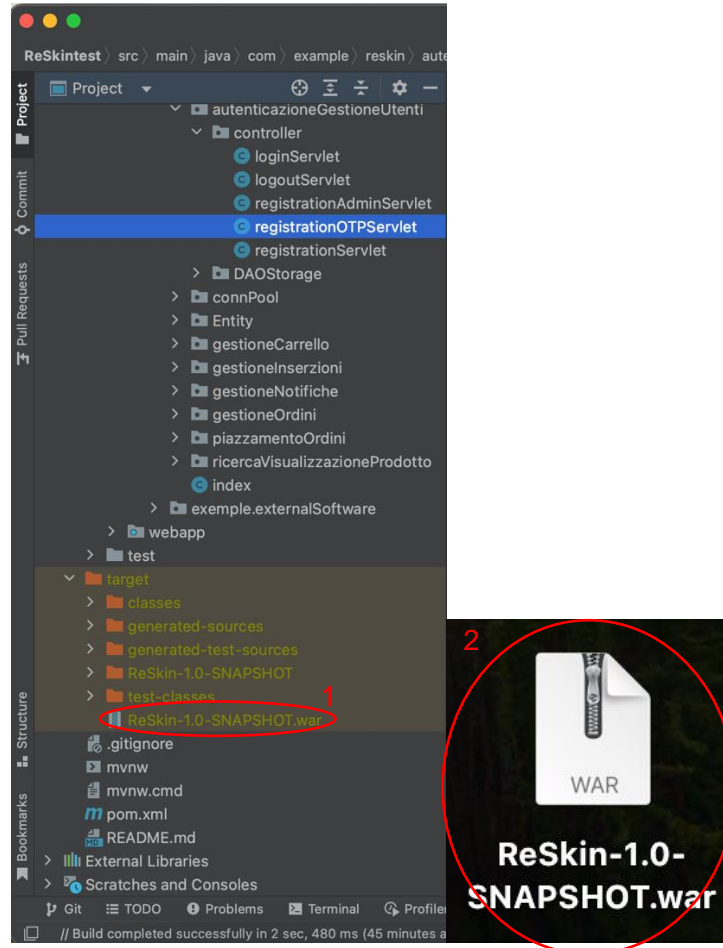 ReSkintest 〉 src 〉 main 〉 java 〉 com 〉 example 〉 reskin 〉 aute
Project
Project
autenticazioneGestioneUtenti
controller
C loginServlet
C logoutServlet
C registrationAdminServlet
C registrationOTPServlet
C registrationServlet
DAOStorage
connPool
Entity
gestioneCarrello
gestioneInserzioni
gestioneNotifiche
gestioneOrdini
piazzamentoOrdini
ricercaVisualizzazioneProdotto
C index
exemple.externalSoftware
webapp
test
target
classes
generated-sources
generated-test-sources
ReSkin-1.0-SNAPSHOT
test-classes
1
ReSkin-1.0-SNAPSHOT.war
.gitignore
mvnw
mvnw.cmd
m pom.xml
MD README.md
External Libraries
Scratches and Consoles
Commit
Pull Requests
Structure
Bookmarks
Git TODO Problems Terminal Profiler
// Build completed successfully in 2 sec, 480 ms (45 minutes a
2
WAR
ReSkin-1.0-
SNAPSHOT.war